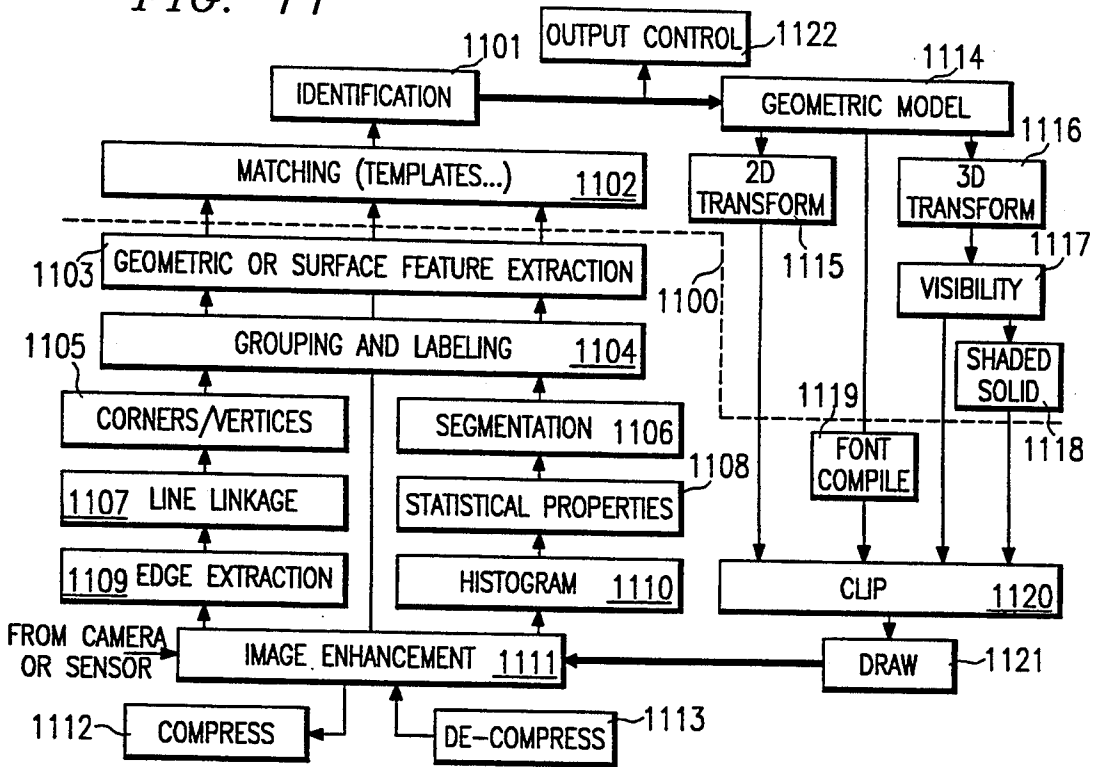 FIG. 11
OUTPUT CONTROL
1122
1101
IDENTIFICATION
1114
GEOMETRIC MODEL
1116
MATCHING (TEMPLATES...) 1102
2D
TRANSFORM
1115
3D
TRANSFORM
1103
GEOMETRIC OR SURFACE FEATURE EXTRACTION
1100
1117
VISIBILITY
1105
GROUPING AND LABELING 1104
SHADED
SOLID
1118
CORNERS/VERTICES
SEGMENTATION 1106
1119
FONT
COMPILE
1108
1107 LINE LINKAGE
STATISTICAL PROPERTIES
1109 EDGE EXTRACTION
HISTOGRAM 1110
CLIP 1120
FROM CAMERA
OR SENSOR
IMAGE ENHANCEMENT 1111
DRAW
1121
1112
COMPRESS
DE-COMPRESS
1113